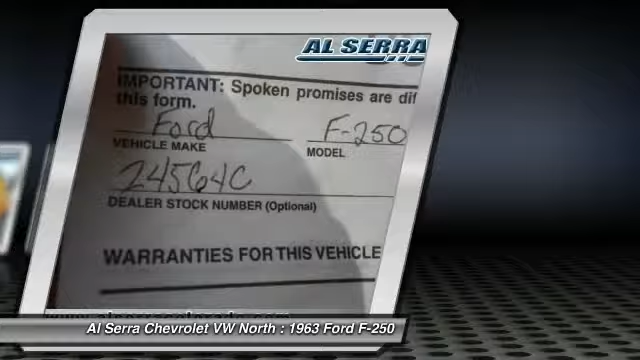 AL SERRA
IMPORTANT: Spoken promises are dif
this form.
Ford F-250
VEHICLE MAKE MODEL
24564C
DEALER STOCK NUMBER (Optional)
WARRANTIES FOR THIS VEHICLE
Al Serra Chevrolet VW North : 1963 Ford F-250